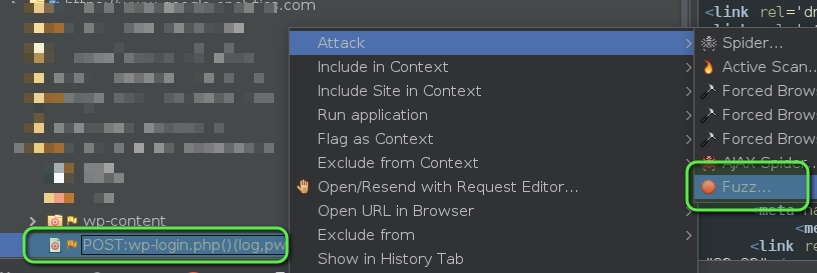 <link rel='dn
Attack
Spider...
Include in Context
Active Scan...
Include Site in Context
Forced Brow
Run application
Forced Brow
Flag as Context
Forced Brow
Exclude from Context
AJAX Spider...
Open/Resend with Request Editor...
Fuzz...
wp-content
Open URL in Browser
<meta na
POST:wp-login.php()(log,pw
Exclude from
<me
<link re
Show in History Tab